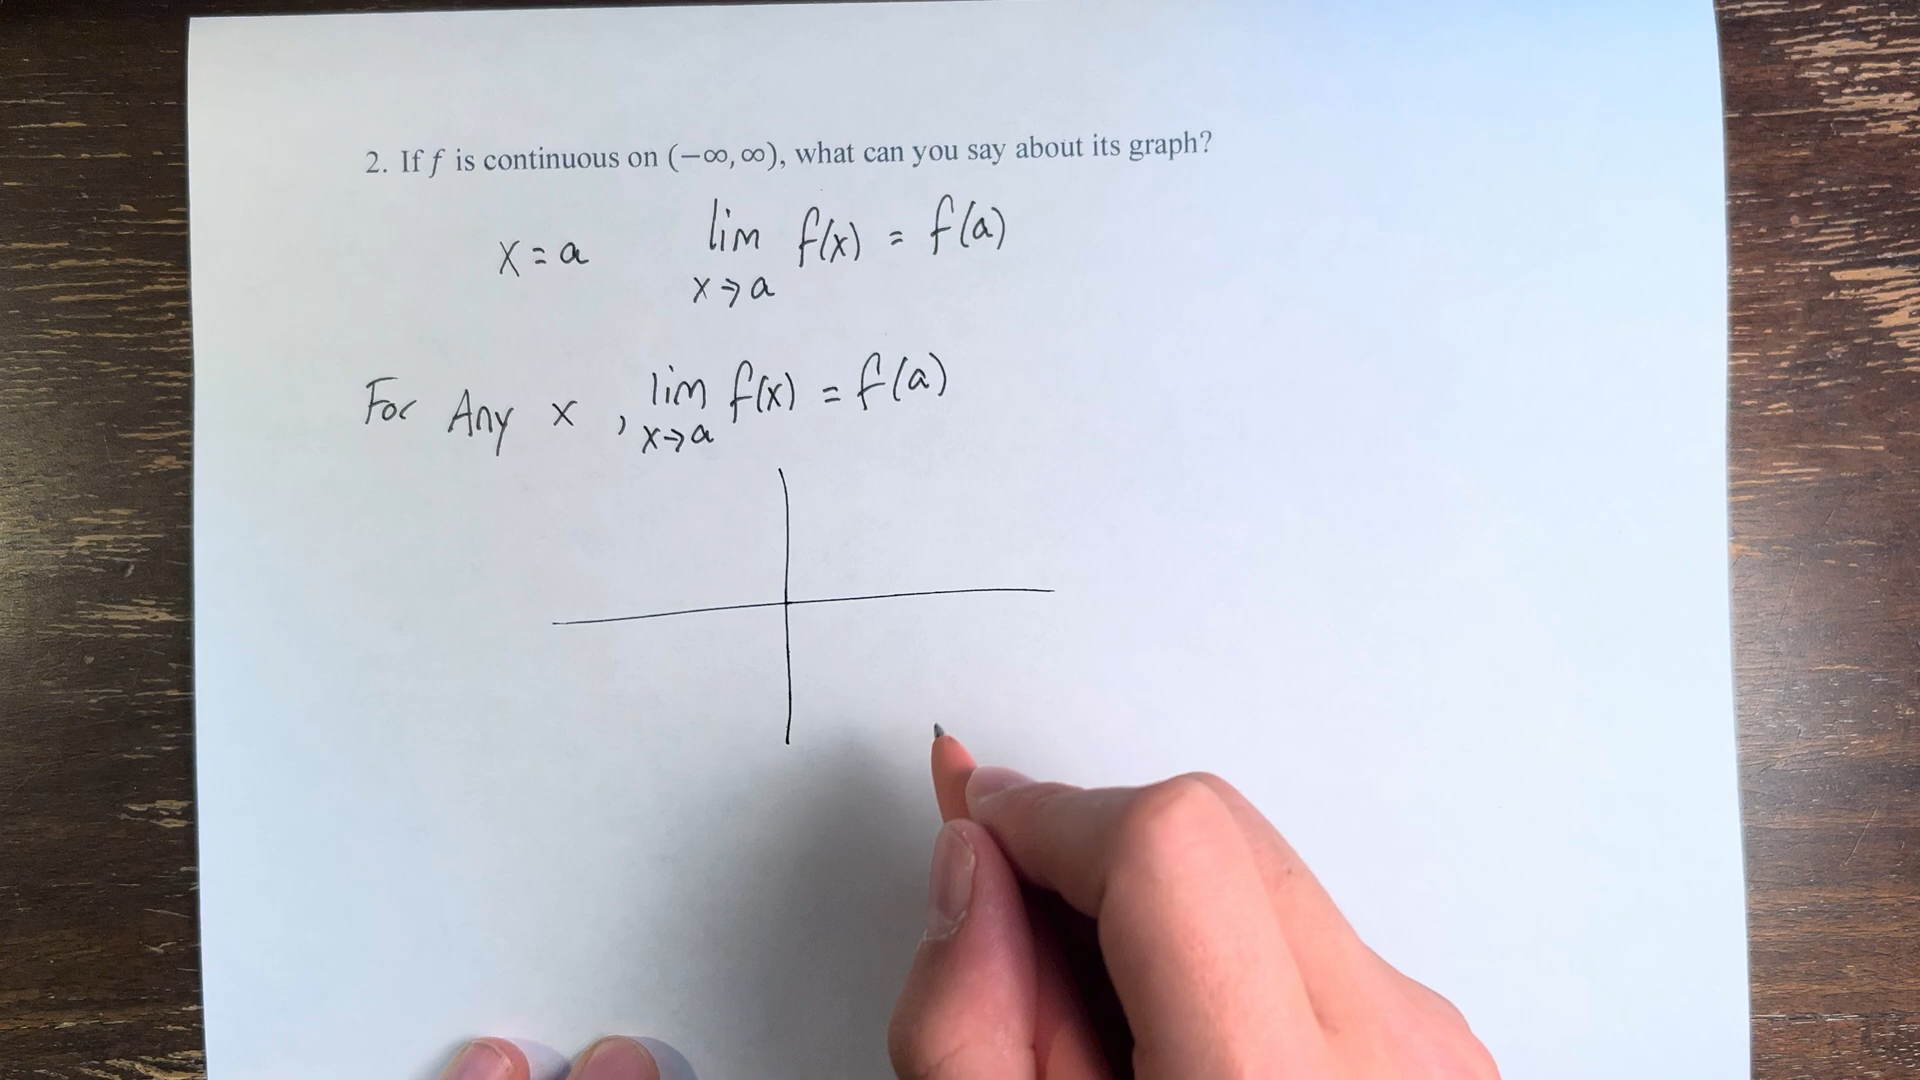 2. If f is continuous on (−∞, ∞), what can you say about its graph?
x = a lim f(x) = f(a)
x→a
For Any x , lim f(x) = f(a)
x→a